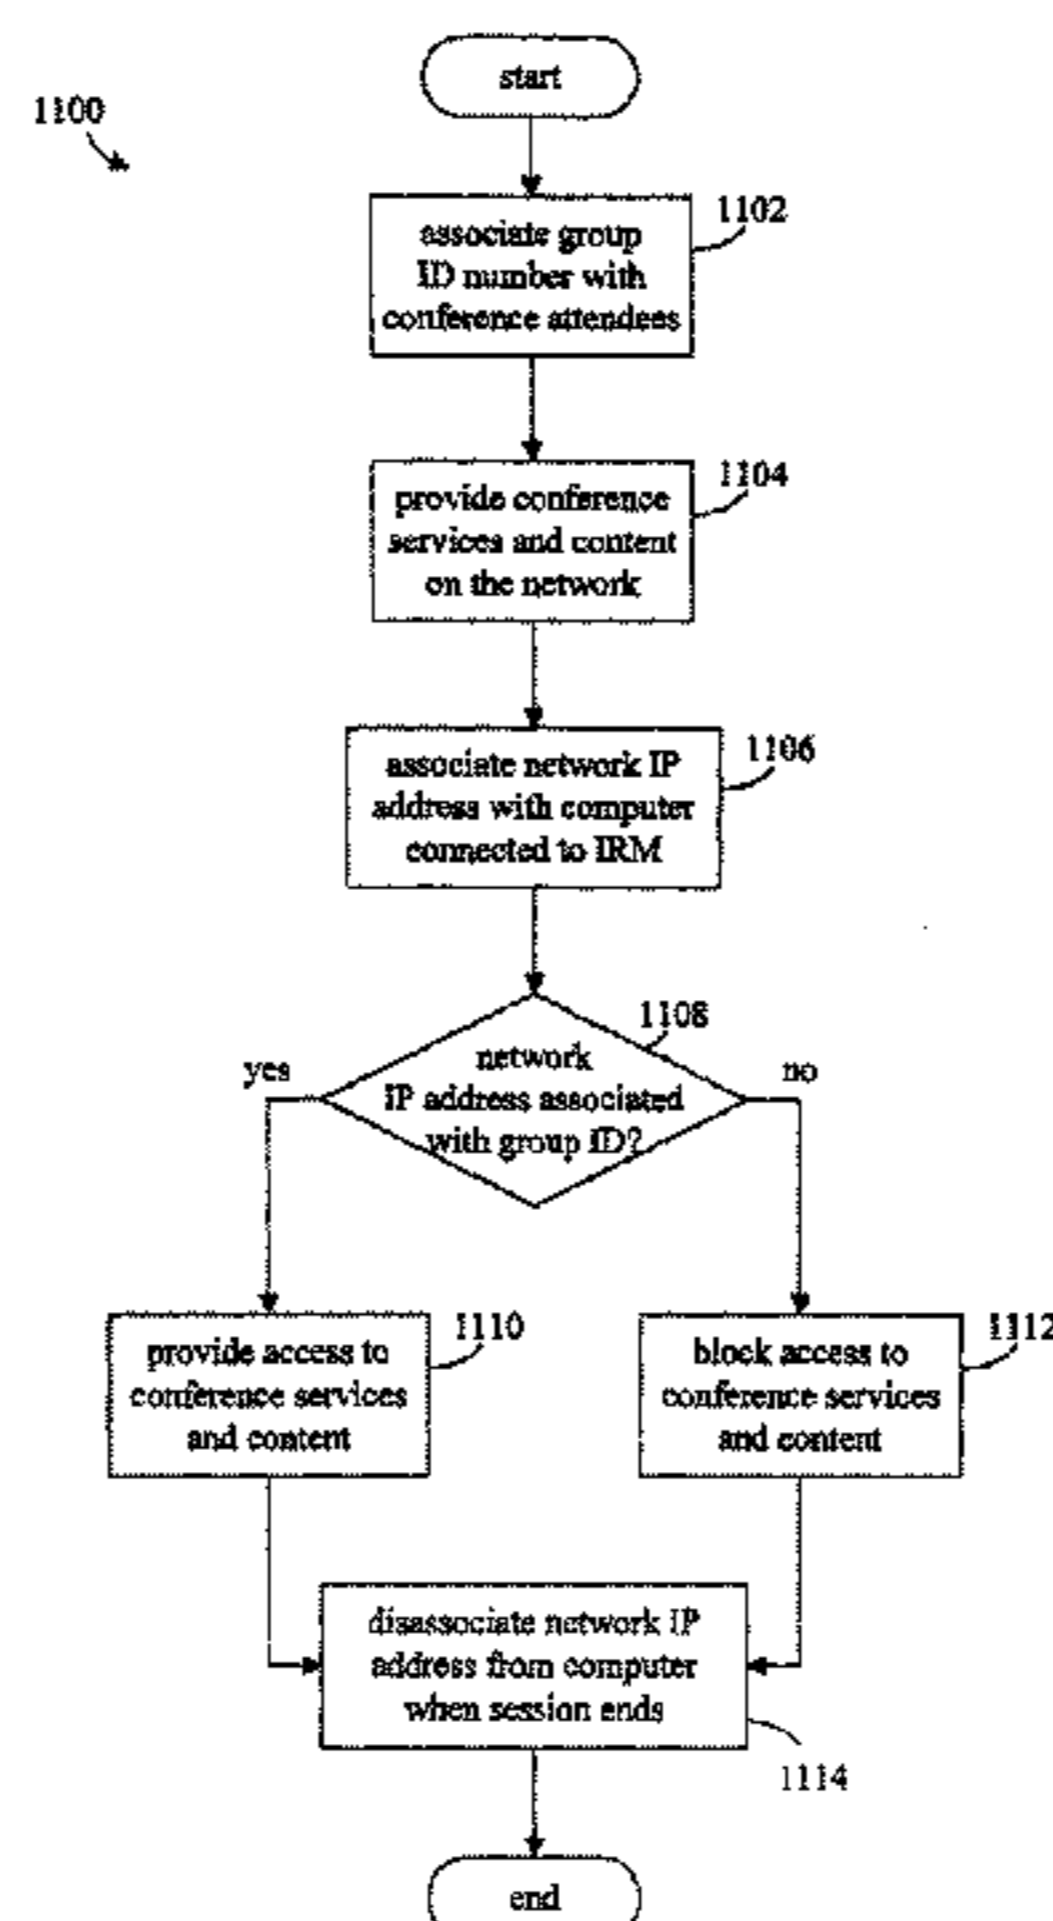 start
1100
1102
associate group
ID number with
conference attendees
1104
provide conference
services and content
on the network
1106
associate network IP
address with computer
connected to IRM
1108
network
IP address associated
with group ID?
yes
no
1110
provide access to
conference services
and content
1112
block access to
conference services
and content
disassociate network IP
address from computer
when session ends
1114
end